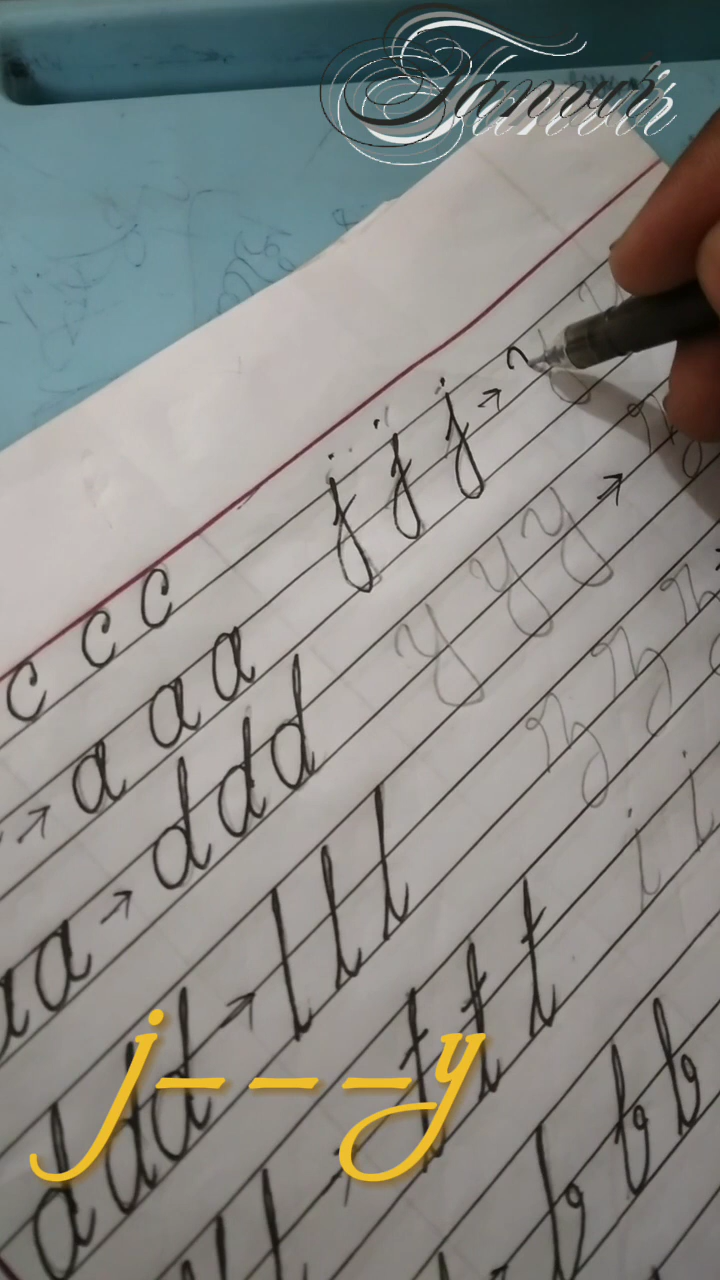 Tanvir
c c c j j j →
→ a a a y y y →
a a → d d d z z z
d d d → l l l i i
l l → t t t
b b b
j---y